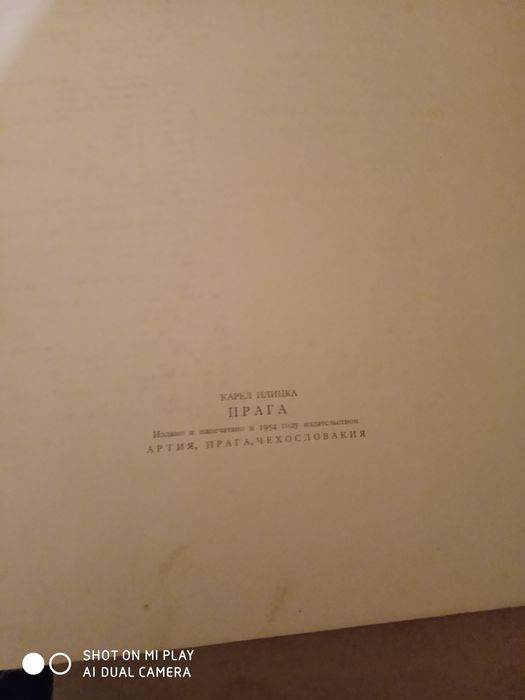 КАРЕЛ ПЛИЦКА
ПРАГА
Издано и напечатано в 1954 году издательством
АРТИЯ, ПРАГА, ЧЕХОСЛОВАКИЯ
SHOT ON MI PLAY
AI DUAL CAMERA